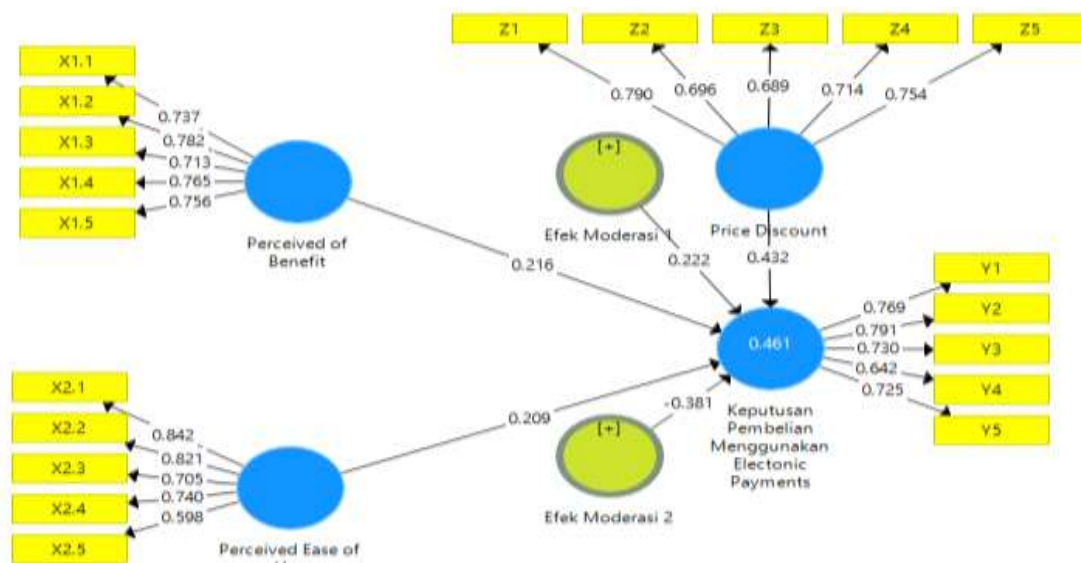 Z1 Z2 Z3 Z4 Z5
0.790 0.696 0.689 0.714 0.754
X1.1
X1.2
X1.3
X1.4
X1.5
0.737
0.782
0.713
0.765
0.756
Perceived of
Benefit
[+]
Efek Moderasi 1
Price Discount
0.216
0.222
0.432
0.461
Keputusan
Pembelian
Menggunakan
Electonic
Payments
Y1
Y2
Y3
Y4
Y5
0.769
0.791
0.730
0.642
0.725
X2.1
X2.2
X2.3
X2.4
X2.5
0.842
0.821
0.705
0.740
0.598
Perceived Ease of
0.209
-0.381
[+]
Efek Moderasi 2